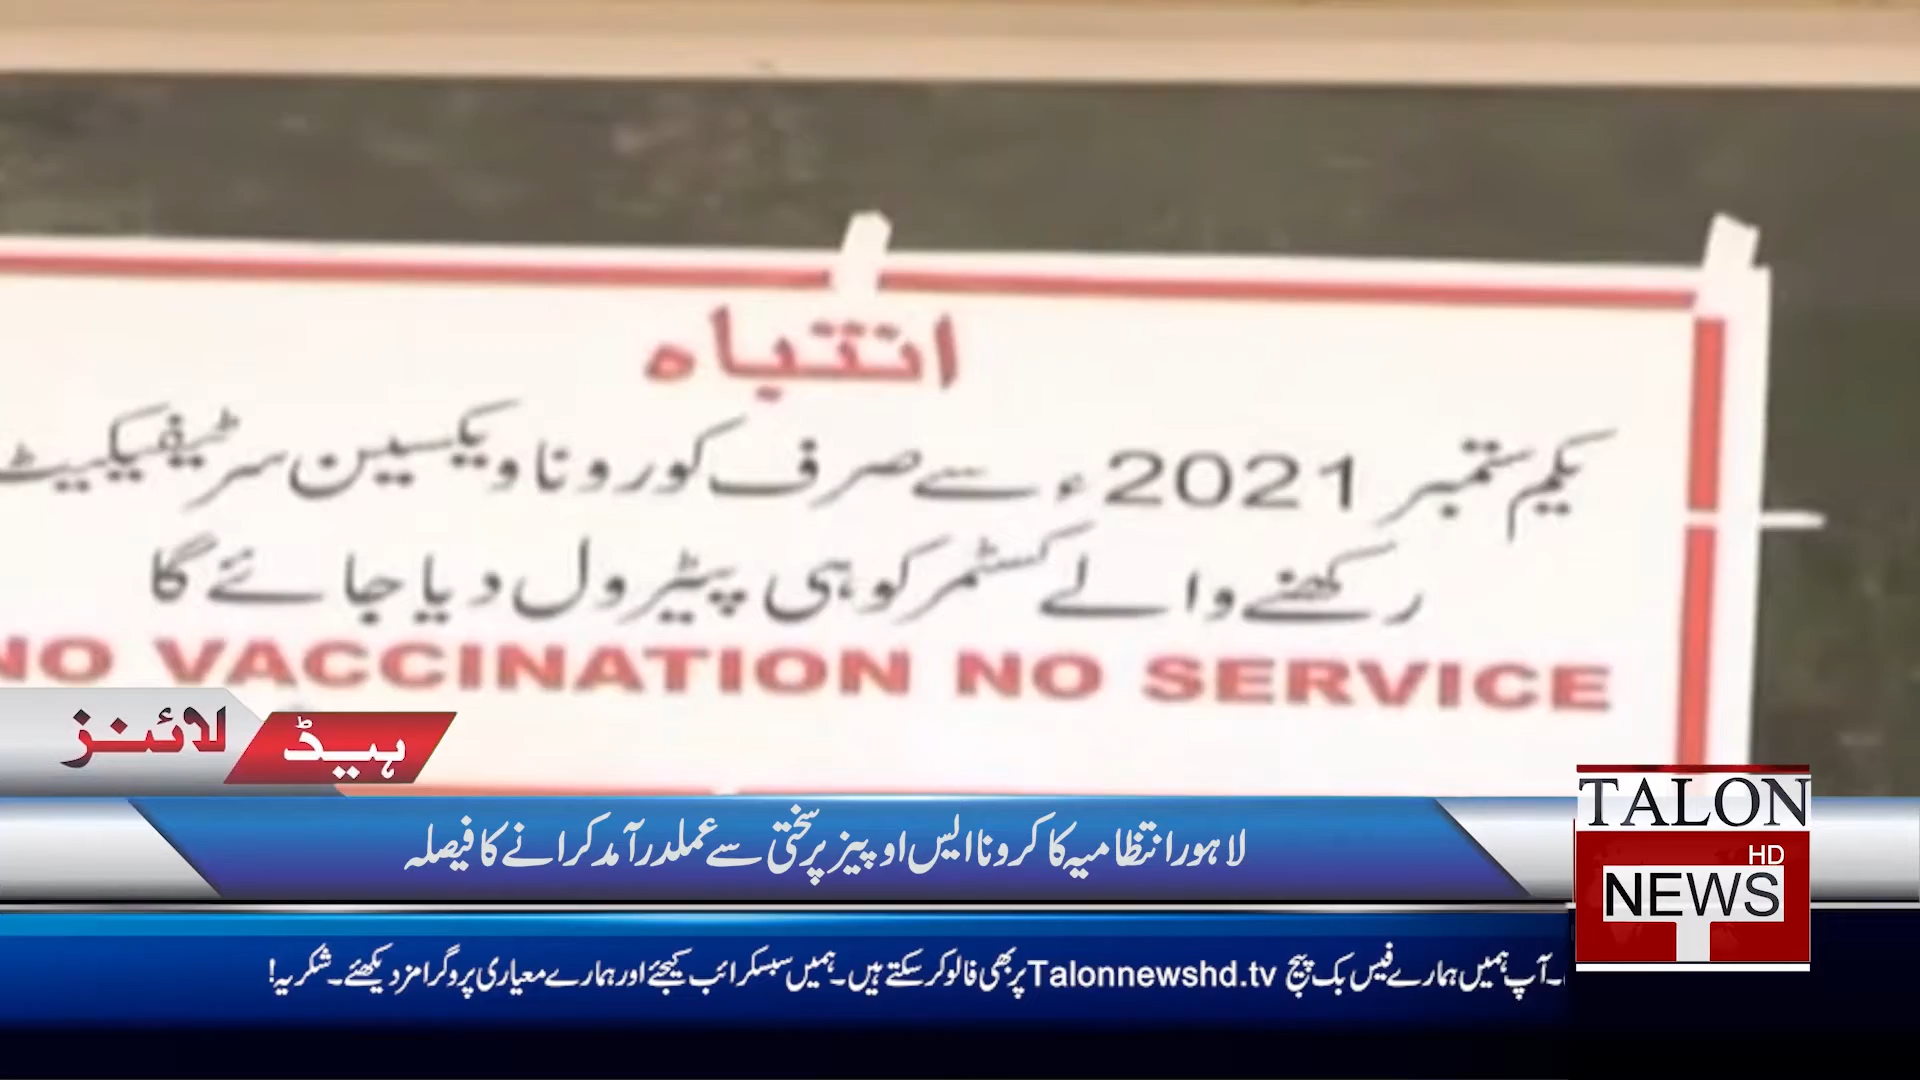 انتباہ
یکم ستمبر 2021ء سے صرف کورونا ویکسین سرٹیفیکیٹ
رکھنے والے کسٹمر کو ہی پیٹرول دیا جائے گا
NO VACCINATION NO SERVICE
ہیڈ لائنز
لاہور انتظامیہ کا کرونا ایس او پیز پر سختی سے عملدرآمد کرانے کا فیصلہ
TALON
HD
NEWS
۔آپ ہمیں ہمارے فیس بک پیج Talonnewshd.tv پر بھی فالو کر سکتے ہیں۔ ہمیں سبسکرائب کیجئے اور ہمارے معیاری پروگرامز دیکھئے۔ شکریہ!